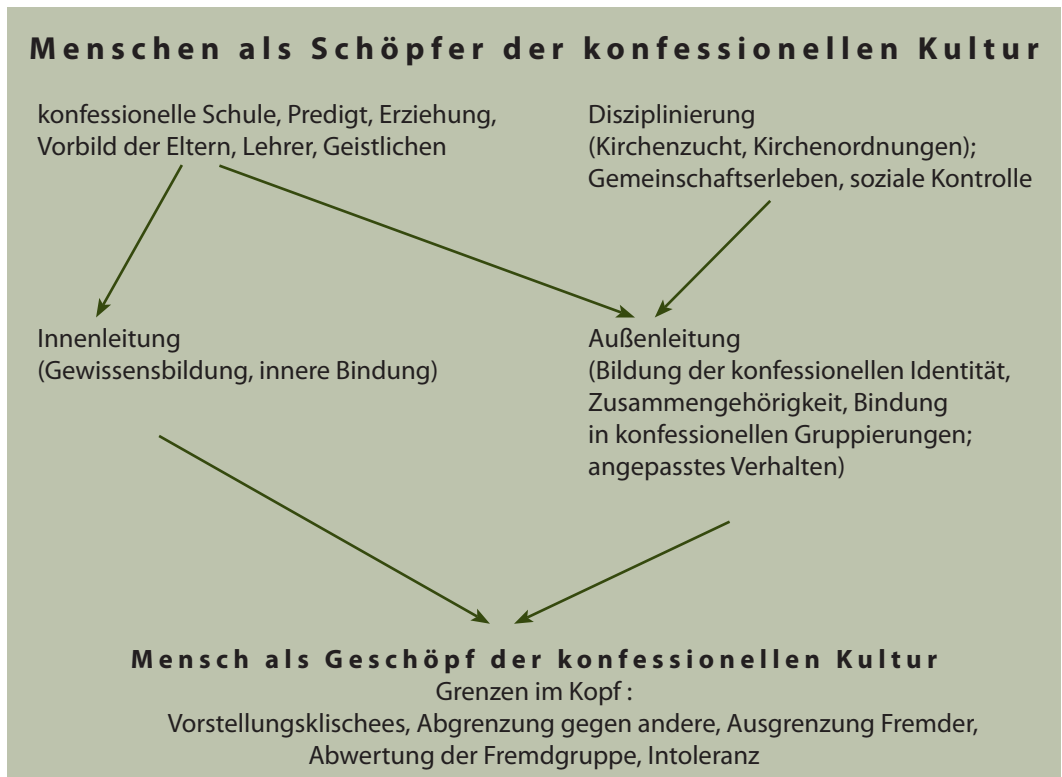 Menschen als Schöpfer der konfessionellen Kultur
konfessionelle Schule, Predigt, Erziehung,
Vorbild der Eltern, Lehrer, Geistlichen
Disziplinierung
(Kirchenzucht, Kirchenordnungen);
Gemeinschaftserleben, soziale Kontrolle
Innenleitung
(Gewissensbildung, innere Bindung)
Außenleitung
(Bildung der konfessionellen Identität,
Zusammengehörigkeit, Bindung
in konfessionellen Gruppierungen;
angepasstes Verhalten)
Mensch als Geschöpf der konfessionellen Kultur
Grenzen im Kopf :
Vorstellungsklischees, Abgrenzung gegen andere, Ausgrenzung Fremder,
Abwertung der Fremdgruppe, Intoleranz